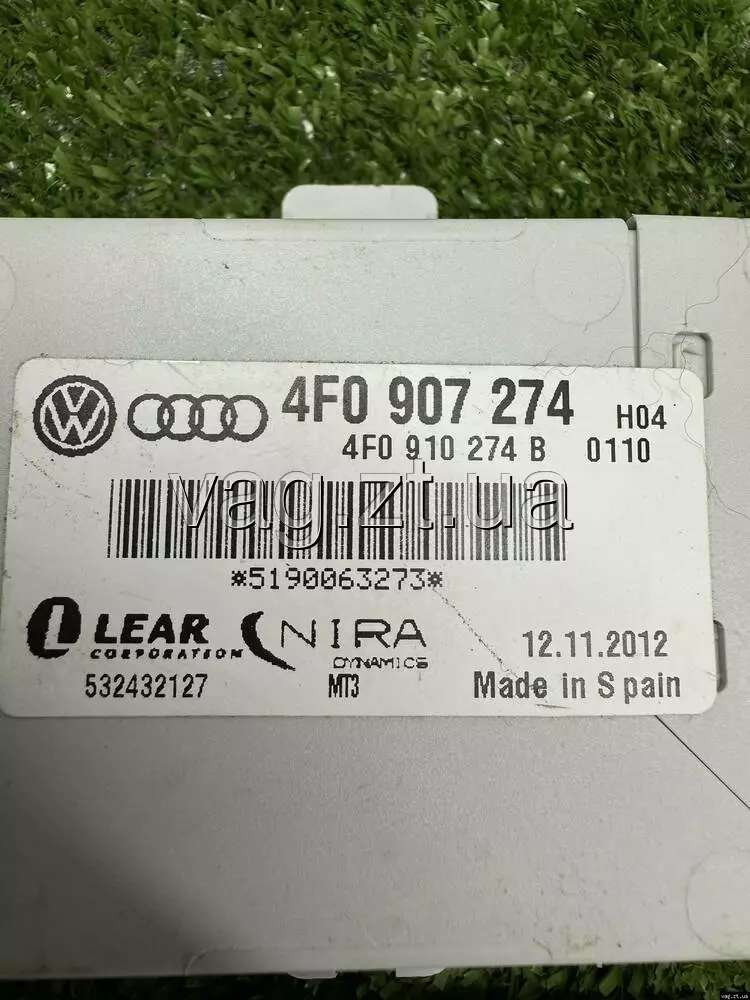 4F0 907 274 H04
4F0 910 274 B 0110
vag.zt.ua
*5190063273*
LEAR NIRA 12.11.2012
CORPORATION DYNAMICS
532432127 MT3 Made in Spain
vag.zt.ua